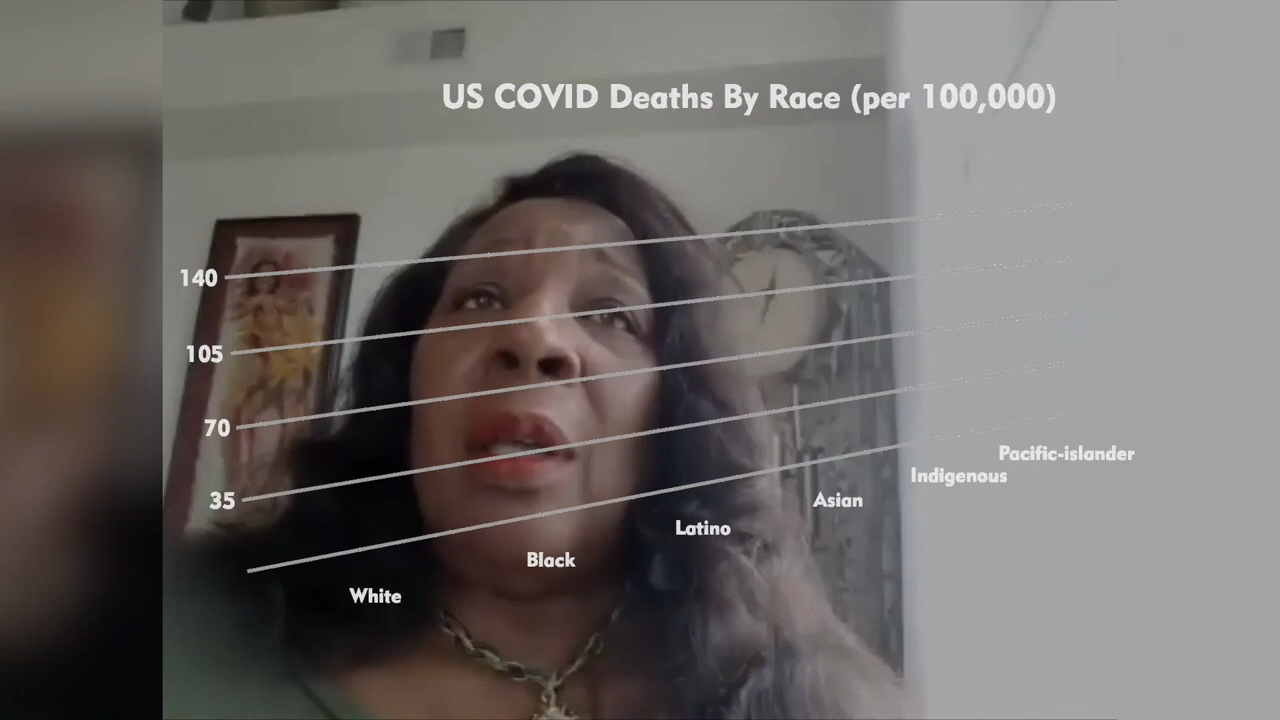 US COVID Deaths By Race (per 100,000)
140
105
70
35
White
Black
Latino
Asian
Indigenous
Pacific-islander